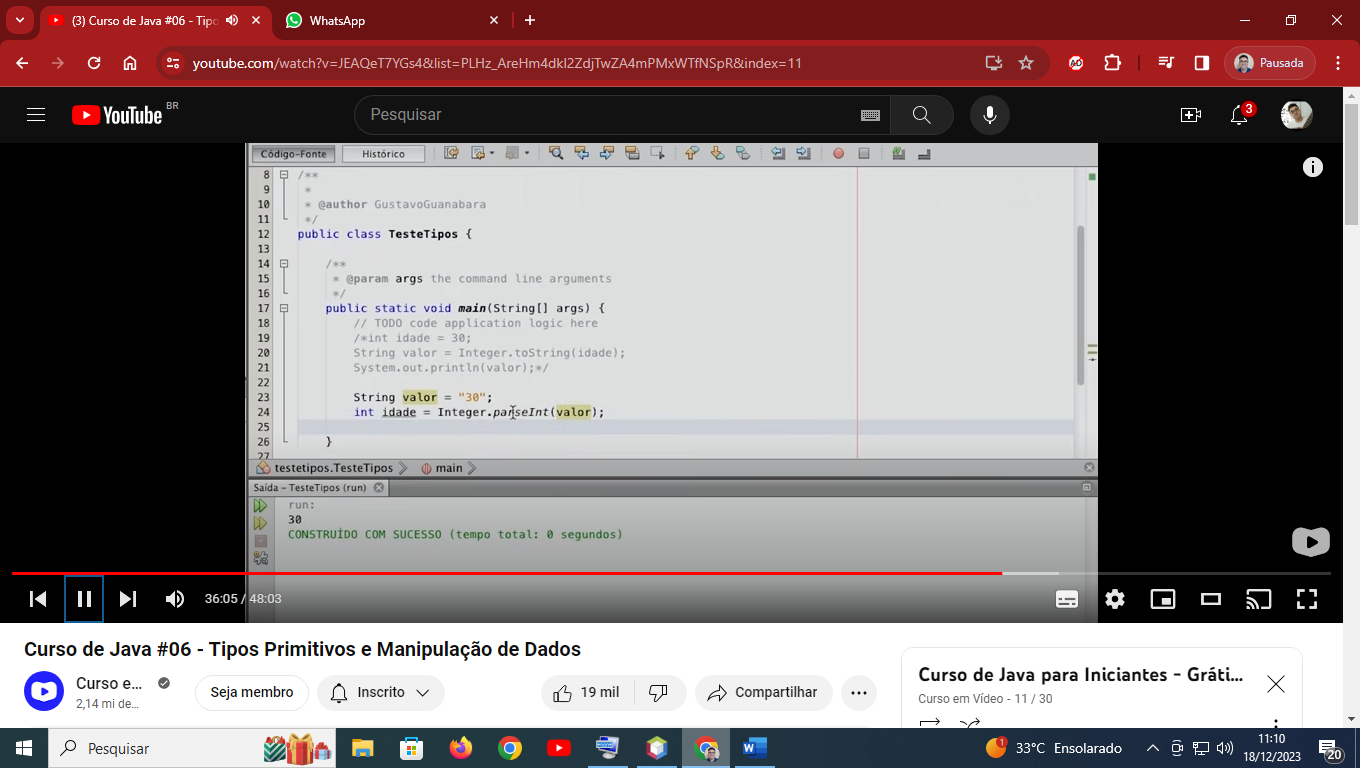 (3) Curso de Java #06 - Tipo
WhatsApp
youtube.com/watch?v=JEAQeT7YGs4&list=PLHz_AreHm4dkI2ZdjTwZA4mPMxWTfNSpR&index=11
Pausada
YouTube BR
Pesquisar
3
Código-Fonte Histórico
8 /**
9 *
10 * @author GustavoGuanabara
11 */
12 public class TesteTipos {
13
14 /**
15 * @param args the command line arguments
16 */
17 public static void main(String[] args) {
18 // TODO code application logic here
19 /*int idade = 30;
20 String valor = Integer.toString(idade);
21 System.out.println(valor);*/
22
23 String valor = "30";
24 int idade = Integer.parseInt(valor);
25
26 }
27
testetipos.TesteTipos main
Saída - TesteTipos (run)
run:
30
CONSTRUÍDO COM SUCESSO (tempo total: 0 segundos)
36:05 / 48:03
Curso de Java #06 - Tipos Primitivos e Manipulação de Dados
Curso e...
2,14 mi de...
Seja membro
Inscrito
19 mil
Compartilhar
Curso de Java para Iniciantes - Gráti...
Curso em Vídeo - 11 / 30
Pesquisar
1
33°C Ensolarado
11:10
18/12/2023
20